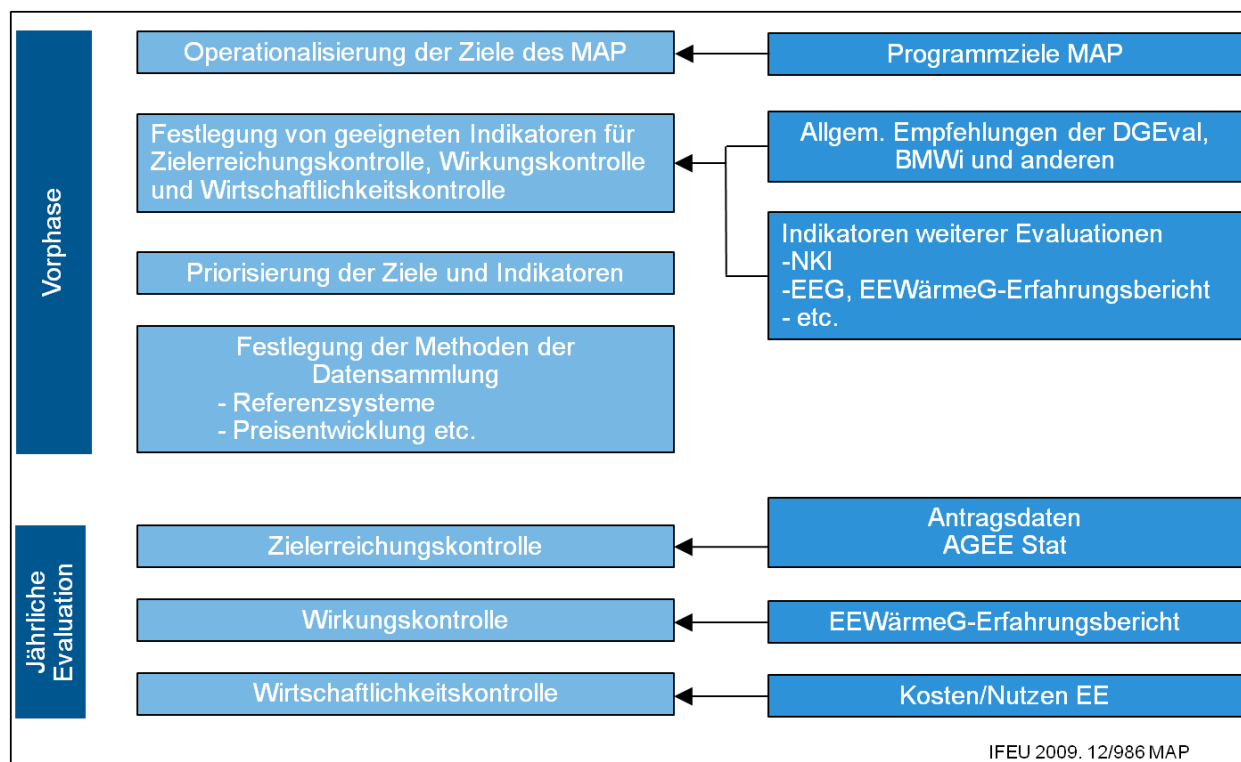 Vorphase
Operationalisierung der Ziele des MAP
Programmziele MAP
Festlegung von geeigneten Indikatoren für
Zielerreichungskontrolle, Wirkungskontrolle
und Wirtschaftlichkeitskontrolle
Allgem. Empfehlungen der DGEval,
BMWi und anderen
Indikatoren weiterer Evaluationen
-NKI
-EEG, EEWärmeG-Erfahrungsbericht
- etc.
Priorisierung der Ziele und Indikatoren
Festlegung der Methoden der
Datensammlung
- Referenzsysteme
- Preisentwicklung etc.
Jährliche
Evaluation
Zielerreichungskontrolle
Antragsdaten
AGEE Stat
Wirkungskontrolle
EEWärmeG-Erfahrungsbericht
Wirtschaftlichkeitskontrolle
Kosten/Nutzen EE
IFEU 2009. 12/986 MAP